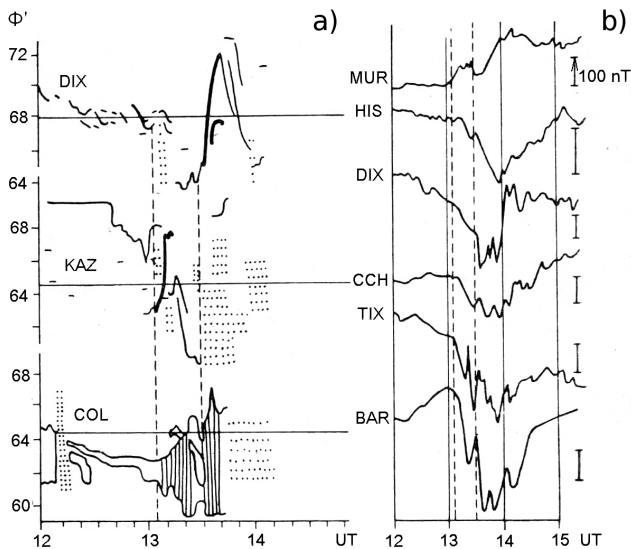 Φ' a) b)
72
DIX
68
64
68
KAZ
64
68
COL
64
60
12 13 14 UT
MUR
100 nT
HIS
DIX
CCH
TIX
BAR
12 13 14 15 UT